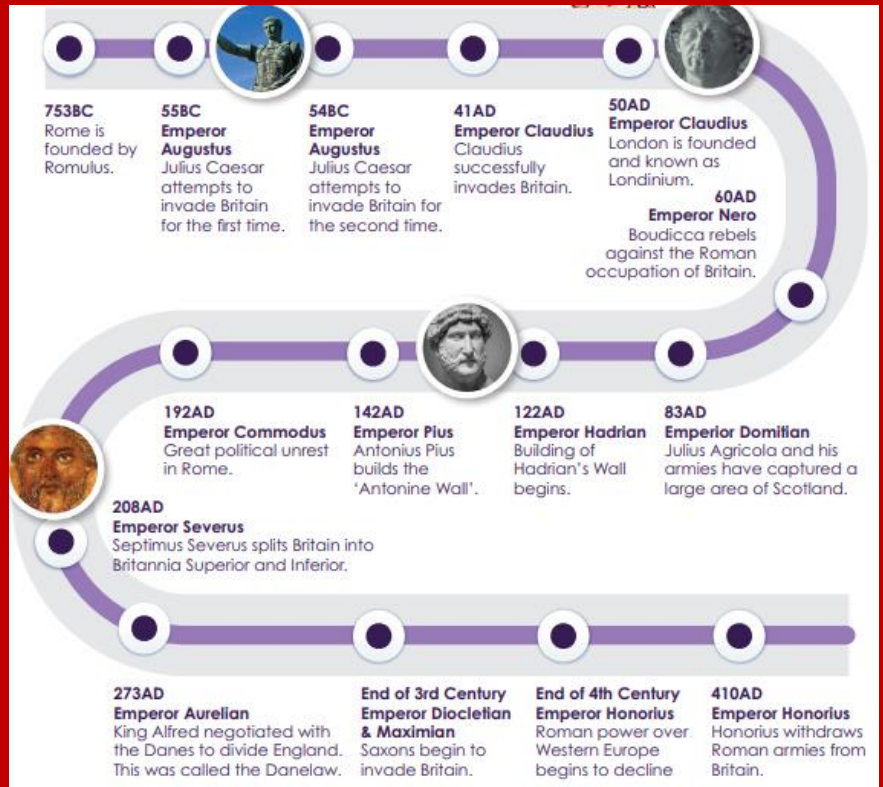 753BC
Rome is
founded by
Romulus.
55BC
Emperor
Augustus
Julius Caesar
attempts to
invade Britain
for the first time.
54BC
Emperor
Augustus
Julius Caesar
attempts to
invade Britain for
the second time.
41AD
Emperor Claudius
Claudius
successfully
invades Britain.
50AD
Emperor Claudius
London is founded
and known as
Londinium.
60AD
Emperor Nero
Boudicca rebels
against the Roman
occupation of Britain.
192AD
Emperor Commodus
Great political unrest
in Rome.
142AD
Emperor Pius
Antonius Pius
builds the
‘Antonine Wall’.
122AD
Emperor Hadrian
Building of
Hadrian’s Wall
begins.
83AD
Emperior Domitian
Julius Agricola and his
armies have captured a
large area of Scotland.
208AD
Emperor Severus
Septimus Severus splits Britain into
Britannia Superior and Inferior.
273AD
Emperor Aurelian
King Alfred negotiated with
the Danes to divide England.
This was called the Danelaw.
End of 3rd Century
Emperor Diocletian
& Maximian
Saxons begin to
invade Britain.
End of 4th Century
Emperor Honorius
Roman power over
Western Europe
begins to decline
410AD
Emperor Honorius
Honorius withdraws
Roman armies from
Britain.